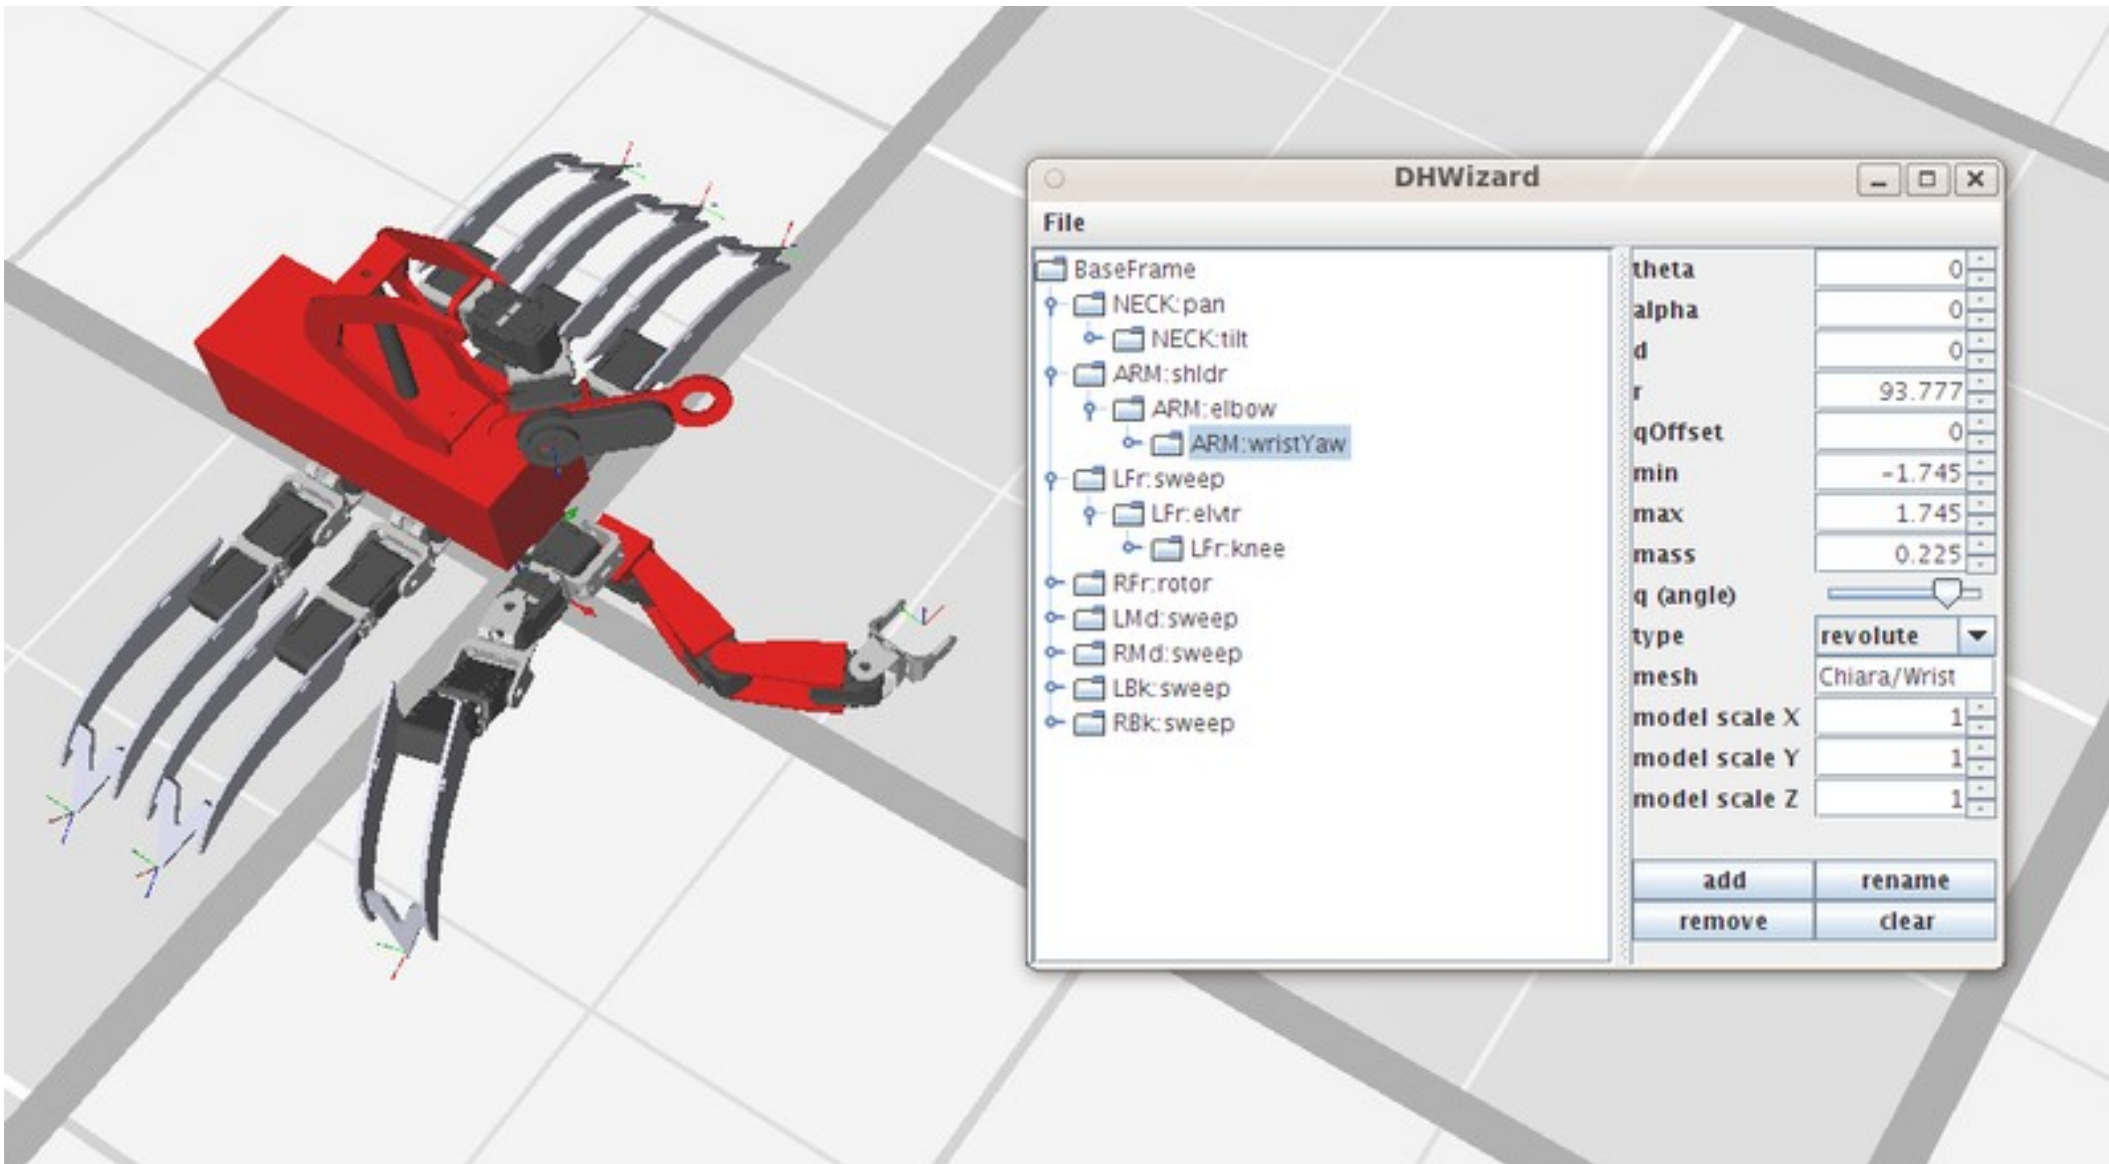 DHWizard
File
BaseFrame
NECK:pan
NECK:tilt
ARM:shldr
ARM:elbow
ARM:wristYaw
LFr:sweep
LFr:elvtr
LFr:knee
RFr:rotor
LMd:sweep
RMd:sweep
LBk:sweep
RBk:sweep
theta 0
alpha 0
d 0
r 93.777
qOffset 0
min -1.745
max 1.745
mass 0.225
q (angle)
type revolute
mesh Chiara/Wrist
model scale X 1
model scale Y 1
model scale Z 1
add rename
remove clear